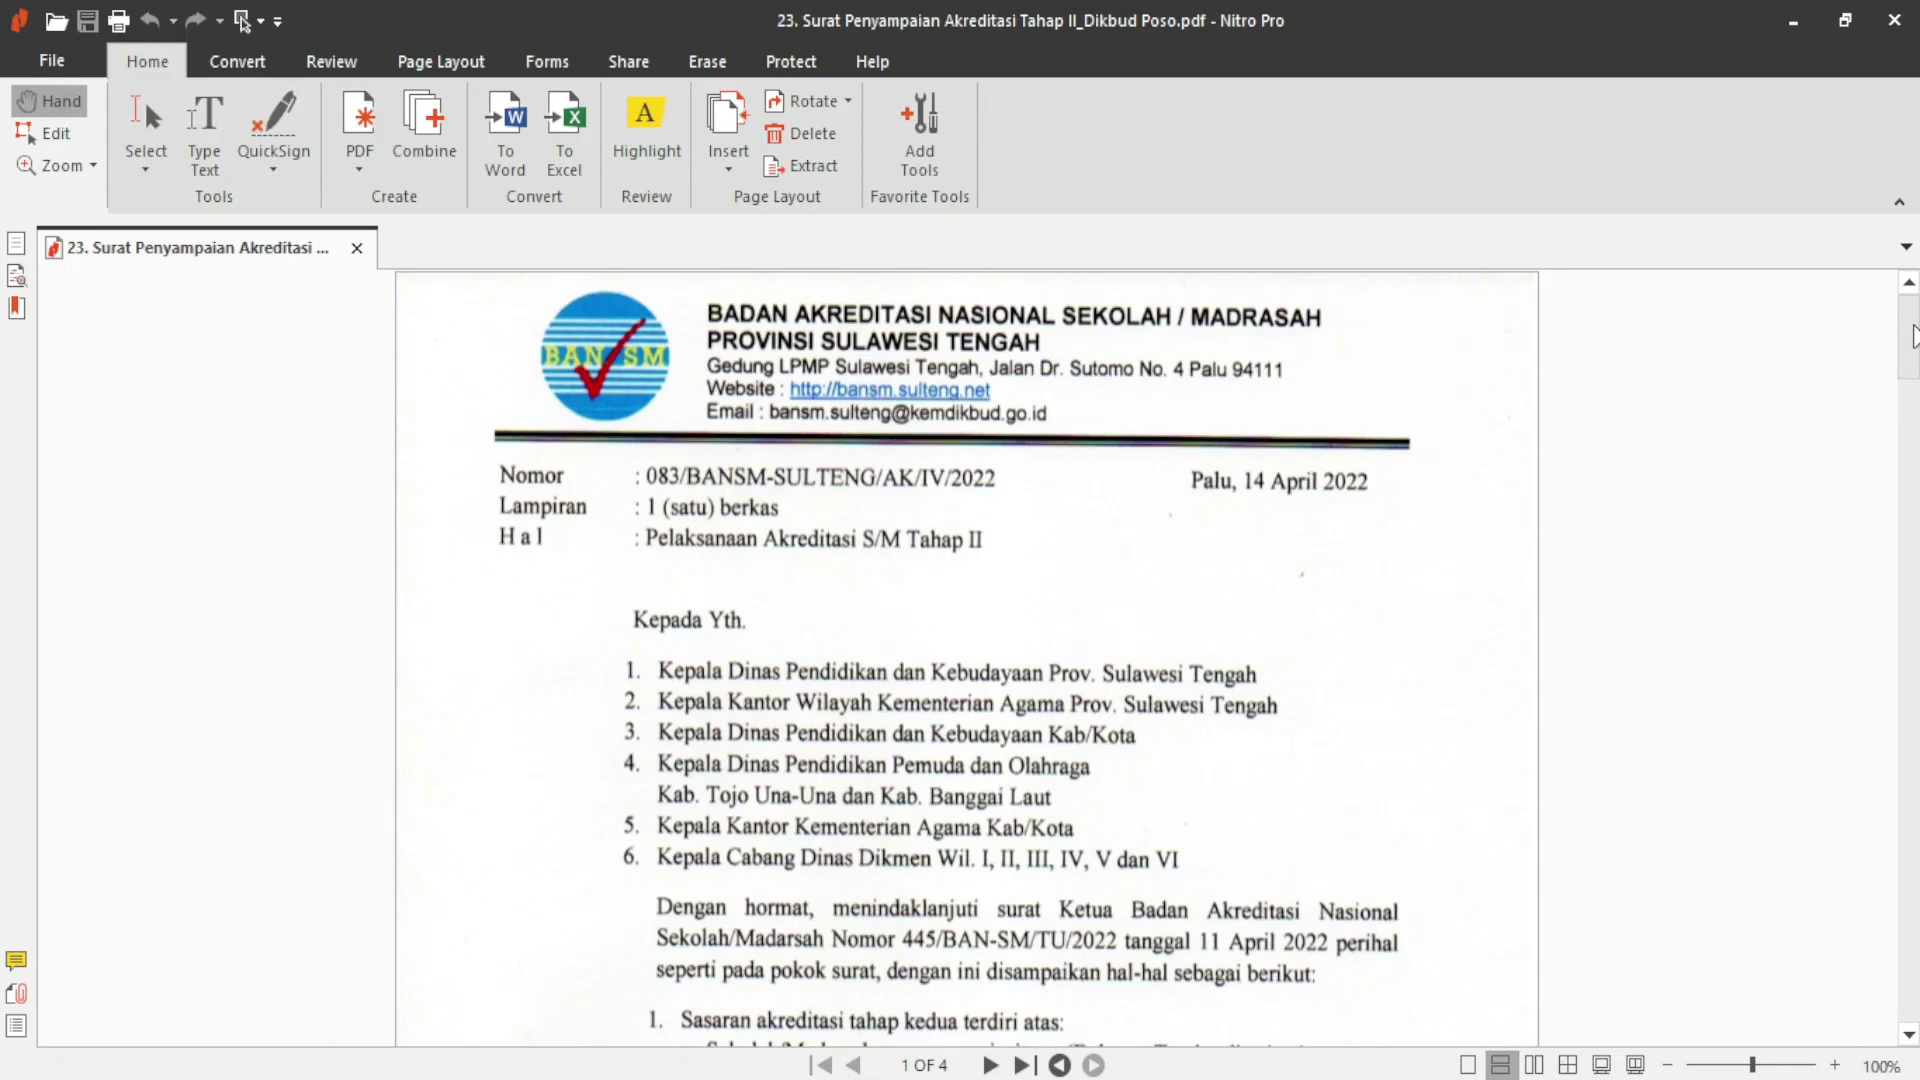 23. Surat Penyampaian Akreditasi Tahap II_Dikbud Poso.pdf - Nitro Pro
File Home Convert Review Page Layout Forms Share Erase Protect Help
Hand
Edit
Zoom
Select
Type Text
QuickSign
Tools
PDF
Combine
Create
To Word
To Excel
Convert
Highlight
Review
Insert
Rotate
Delete
Extract
Page Layout
Add Tools
Favorite Tools
23. Surat Penyampaian Akreditasi ...
BAN SM
BADAN AKREDITASI NASIONAL SEKOLAH / MADRASAH
PROVINSI SULAWESI TENGAH
Gedung LPMP Sulawesi Tengah, Jalan Dr. Sutomo No. 4 Palu 94111
Website : http://bansm.sulteng.net
Email : bansm.sulteng@kemdikbud.go.id
Nomor : 083/BANSM-SULTENG/AK/IV/2022 Palu, 14 April 2022
Lampiran : 1 (satu) berkas
H a l : Pelaksanaan Akreditasi S/M Tahap II
Kepada Yth.
1. Kepala Dinas Pendidikan dan Kebudayaan Prov. Sulawesi Tengah
2. Kepala Kantor Wilayah Kementerian Agama Prov. Sulawesi Tengah
3. Kepala Dinas Pendidikan dan Kebudayaan Kab/Kota
4. Kepala Dinas Pendidikan Pemuda dan Olahraga
Kab. Tojo Una-Una dan Kab. Banggai Laut
5. Kepala Kantor Kementerian Agama Kab/Kota
6. Kepala Cabang Dinas Dikmen Wil. I, II, III, IV, V dan VI
Dengan hormat, menindaklanjuti surat Ketua Badan Akreditasi Nasional
Sekolah/Madarsah Nomor 445/BAN-SM/TU/2022 tanggal 11 April 2022 perihal
seperti pada pokok surat, dengan ini disampaikan hal-hal sebagai berikut:
1. Sasaran akreditasi tahap kedua terdiri atas:
1 OF 4
100%